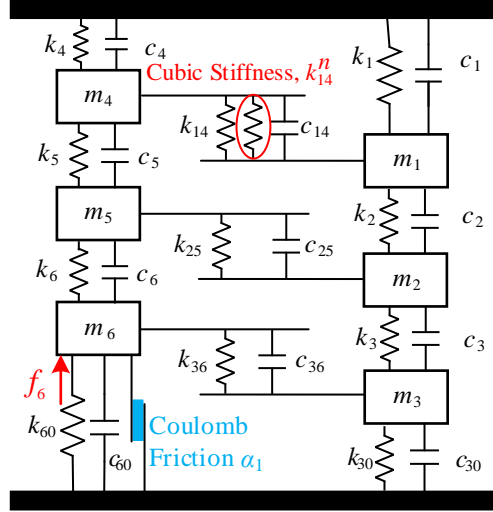 k₄ c₄ k₁ c₁
Cubic Stiffness, k₁₄ⁿ
m₄
k₁₄ c₁₄
k₅ c₅ m₁
m₅ k₂ c₂
k₂₅ c₂₅
k₆ c₆ m₂
m₆ k₃ c₃
k₃₆ c₃₆
f₆ m₃
k₆₀ c₆₀ Coulomb
Friction α₁ k₃₀ c₃₀